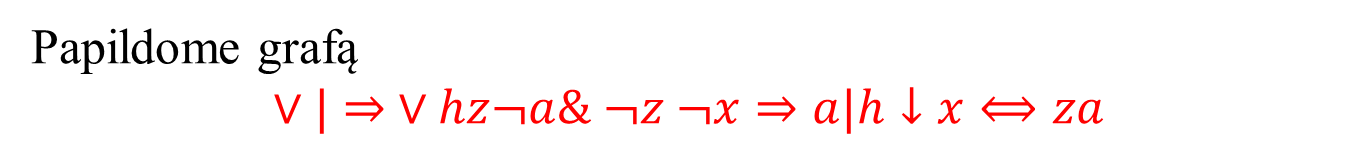 Papildome grafą
∨ | ⇒ ∨ hz¬a& ¬z ¬x ⇒ a|h ↓ x ⟺ za